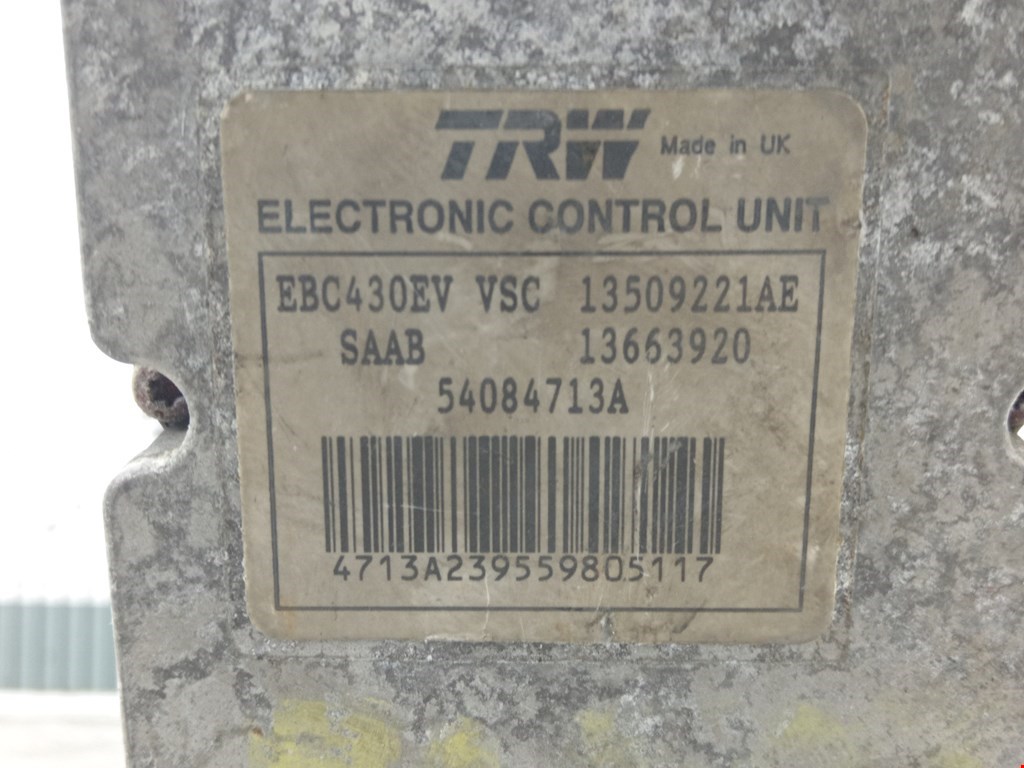 TRW Made in UK
ELECTRONIC CONTROL UNIT
EBC430EV VSC 13509221AE
SAAB 13663920
54084713A
4713A239559805117